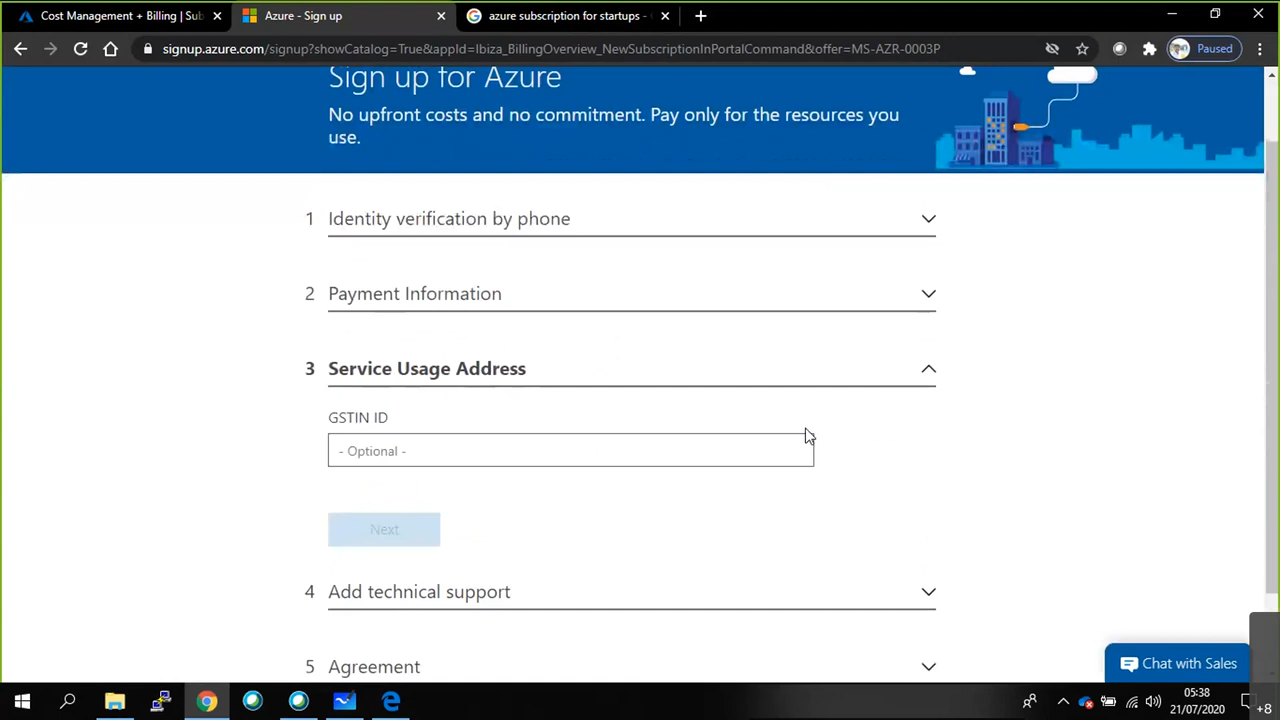 Cost Management + Billing | Sub
Azure - Sign up
azure subscription for startups -
signup.azure.com/signup?showCatalog=True&appId=Ibiza_BillingOverview_NewSubscriptionInPortalCommand&offer=MS-AZR-0003P
Paused
Sign up for Azure
No upfront costs and no commitment. Pay only for the resources you
use.
1 Identity verification by phone
2 Payment Information
3 Service Usage Address
GSTIN ID
- Optional -
Next
4 Add technical support
5 Agreement
Chat with Sales
05:38
21/07/2020
+8